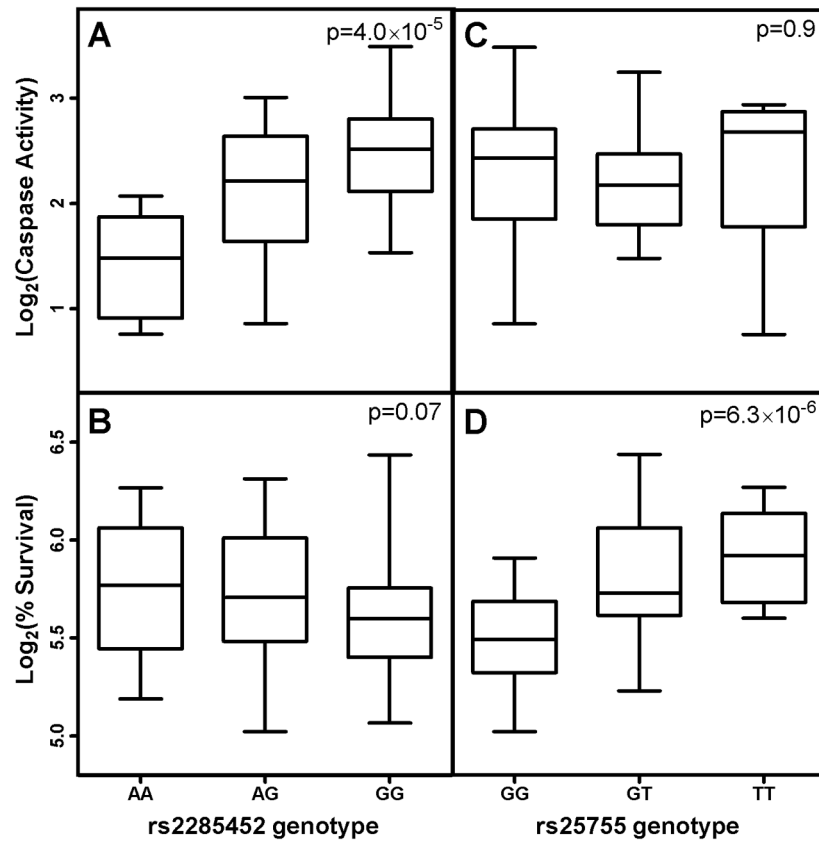 A
p=4.0×10⁻⁵
C
p=0.9
Log₂(Caspase Activity)
3
2
1
B
p=0.07
D
p=6.3×10⁻⁶
Log₂(% Survival)
6.5
6.0
5.5
5.0
AA AG GG
GG GT TT
rs2285452 genotype
rs25755 genotype